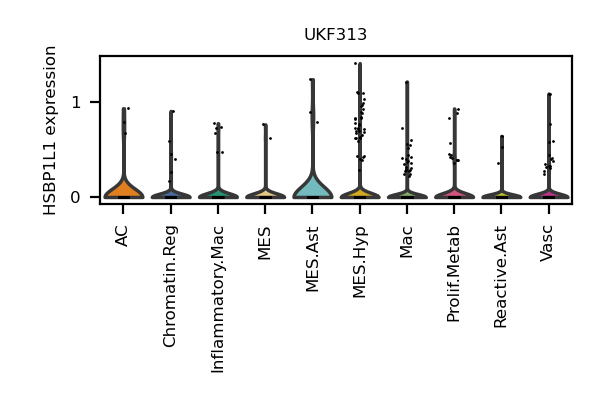 UKF313
HSBP1L1 expression
1
0
AC
Chromatin.Reg
Inflammatory.Mac
MES
MES.Ast
MES.Hyp
Mac
Prolif.Metab
Reactive.Ast
Vasc